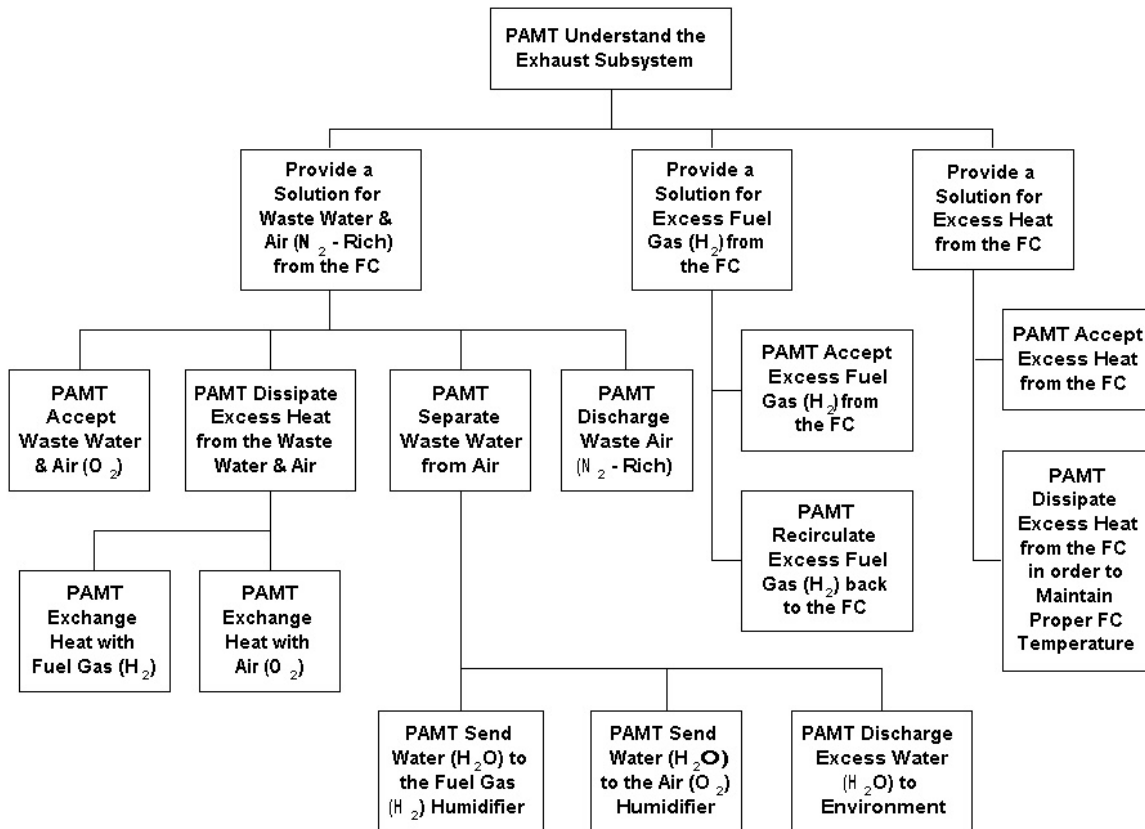 PAMT Understand the
Exhaust Subsystem
Provide a
Solution for
Waste Water &
Air (N₂ - Rich)
from the FC
Provide a
Solution for
Excess Fuel
Gas (H₂) from
the FC
Provide a
Solution for
Excess Heat
from the FC
PAMT
Accept
Waste Water
& Air (O₂)
PAMT Dissipate
Excess Heat
from the Waste
Water & Air
PAMT
Separate
Waste Water
from Air
PAMT
Discharge
Waste Air
(N₂ - Rich)
PAMT Accept
Excess Fuel
Gas (H₂) from
the FC
PAMT Accept
Excess Heat
from the FC
PAMT
Recirculate
Excess Fuel
Gas (H₂) back
to the FC
PAMT
Dissipate
Excess Heat
from the FC
in order to
Maintain
Proper FC
Temperature
PAMT
Exchange
Heat with
Fuel Gas (H₂)
PAMT
Exchange
Heat with
Air (O₂)
PAMT Send
Water (H₂O) to
the Fuel Gas
(H₂) Humidifier
PAMT Send
Water (H₂O)
to the Air (O₂)
Humidifier
PAMT Discharge
Excess Water
(H₂O) to
Environment